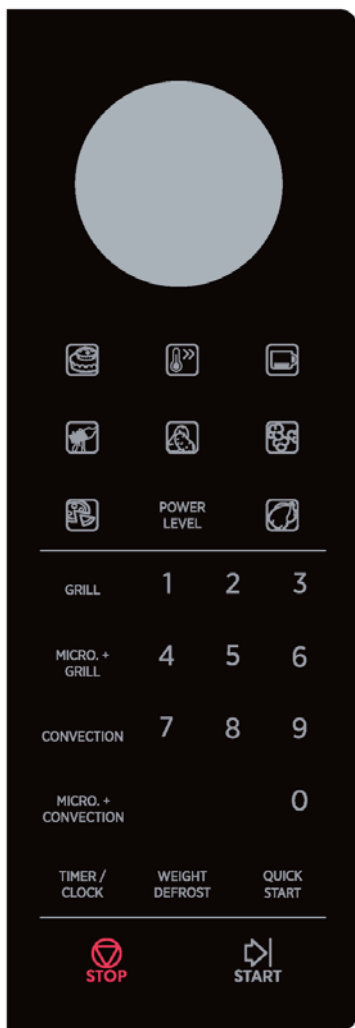 POWER
LEVEL
GRILL
1 2 3
MICRO. +
GRILL
4 5 6
CONVECTION
7 8 9
MICRO. +
CONVECTION
0
TIMER /
CLOCK
WEIGHT
DEFROST
QUICK
START
STOP
START